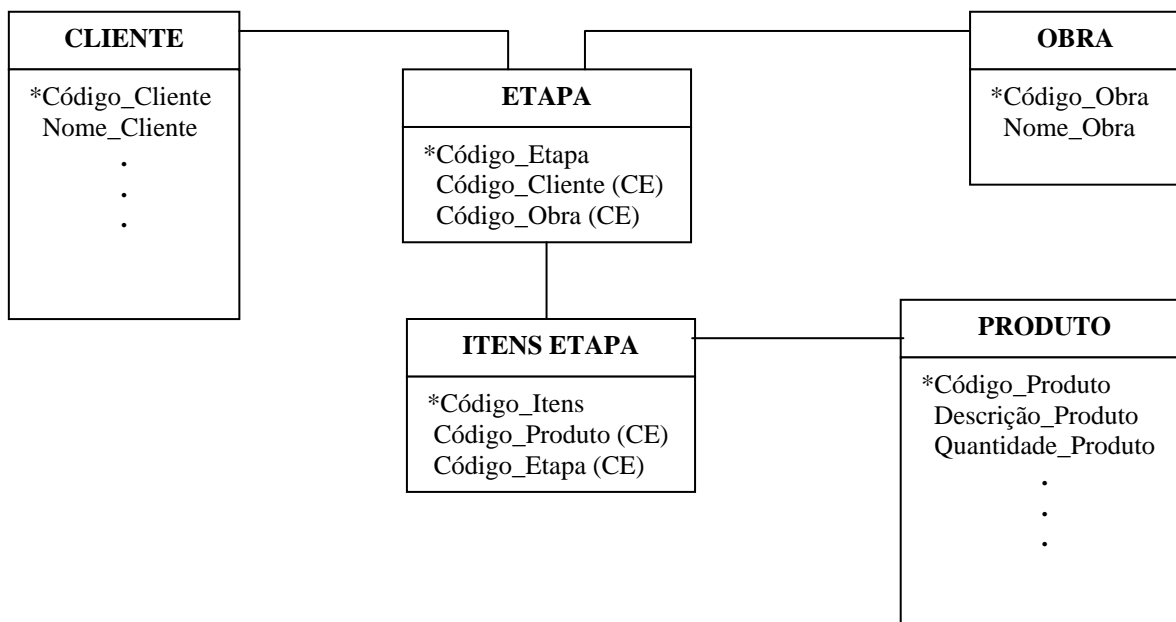 CLIENTE
*Código_Cliente
Nome_Cliente
.
.
.
ETAPA
*Código_Etapa
Código_Cliente (CE)
Código_Obra (CE)
OBRA
*Código_Obra
Nome_Obra
ITENS ETAPA
*Código_Itens
Código_Produto (CE)
Código_Etapa (CE)
PRODUTO
*Código_Produto
Descrição_Produto
Quantidade_Produto
.
.
.